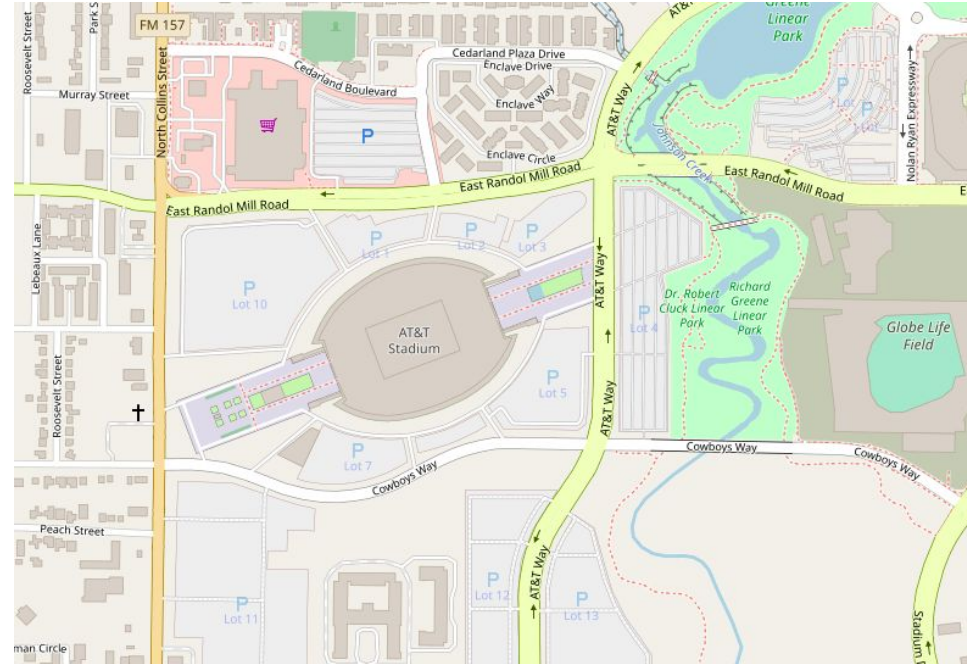 AT&
Greene
Linear
Park
FM 157
Roosevelt Street
Park S
Cedarland Plaza Drive
Enclave Drive
Cedarland Boulevard
Enclave Way
Murray Street
North Collins Street
P
P
Lot
P
Lot
AT&T Way
Nolan Ryan Expressway
Johnson Creek
Enclave Circle
East Randol Mill Road
East Randol Mill Road
East Randol Mill Road
E
Lebeaux Lane
P
Lot 1
P
Lot 2
P
Lot 3
P
Lot 10
AT&T Way
Dr. Robert
Cluck Linear
Park
Richard
Greene
Linear
Park
P
Lot 4
AT&T
Stadium
Globe Life
Field
Roosevelt Street
P
Lot 5
AT&T Way
P
Lot 7
Cowboys Way
Cowboys Way
Cowboys Way
Peach Street
P
Lot 11
P
Lot 12
AT&T Way
P
Lot 13
Stadium
man Circle